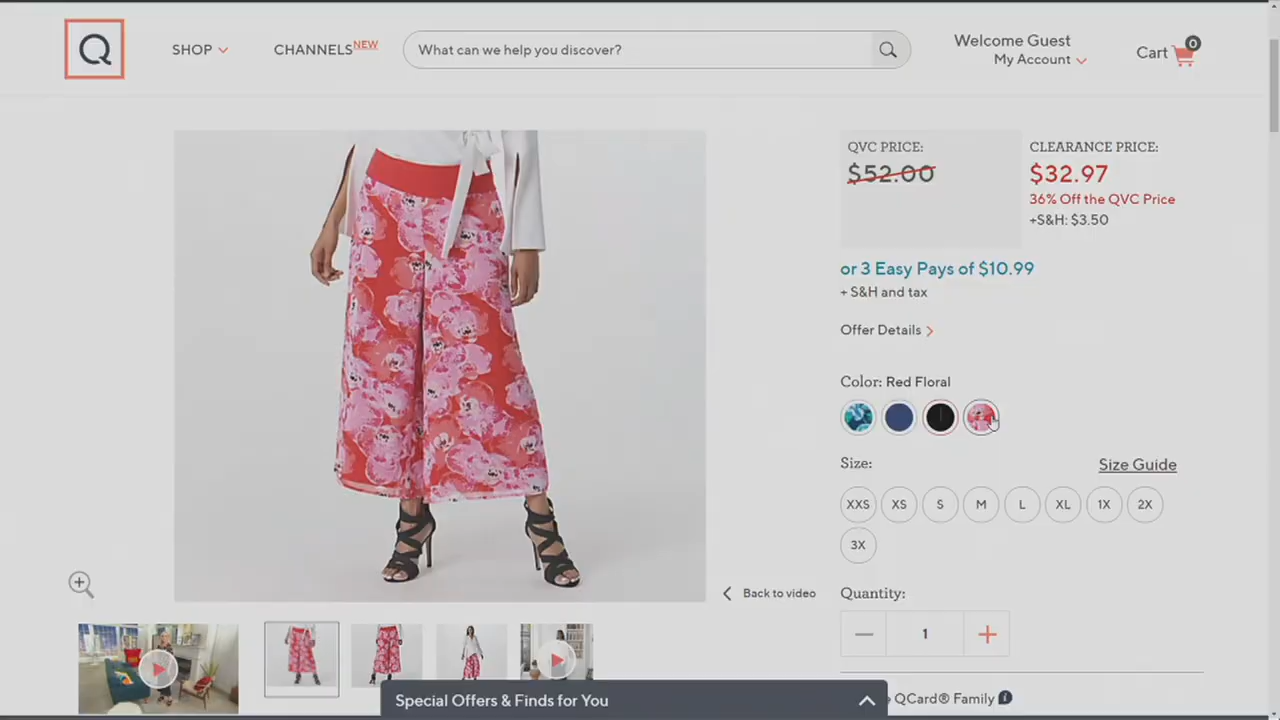 Q
SHOP
CHANNELS NEW
What can we help you discover?
Welcome Guest
My Account
Cart 0
QVC PRICE:
$52.00
CLEARANCE PRICE:
$32.97
36% Off the QVC Price
+S&H: $3.50
or 3 Easy Pays of $10.99
+ S&H and tax
Offer Details
Color: Red Floral
Size:
Size Guide
XXS XS S M L XL 1X 2X
3X
Back to video
Quantity:
1
Special Offers & Finds for You
QCard® Family